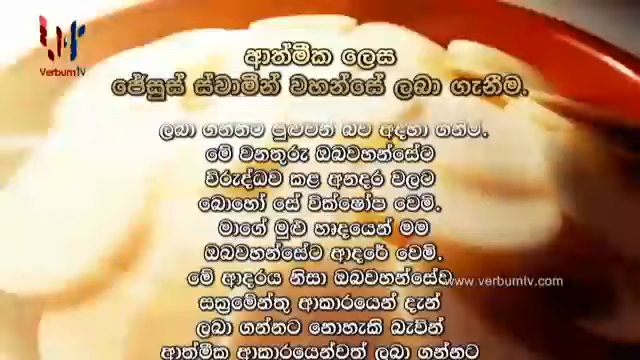 VerbumTV
ආත්මික ලෙස
ජේසුස් ස්වාමීන් වහන්සේ ලබා ගැනීම.
ලබා ගන්නට පුළුවන් බව අදහා ගනිමි.
මේ වනතුරු ඔබවහන්සේට
විරුද්ධව කළ අනදර වලට
බොහෝ සේ වික්ෂෝප වෙමි.
මාගේ මුළු හෘදයෙන් මම
ඔබවහන්සේට ආදරේ වෙමි.
මේ ආදරය නිසා ඔබවහන්සේව
www.verbumtv.com
සක්‍රමේන්තු ආකාරයෙන් දැන්
ලබා ගන්නට නොහැකි බැවින්
ආත්මික ආකාරයෙන්වත් ලබා ගන්නට